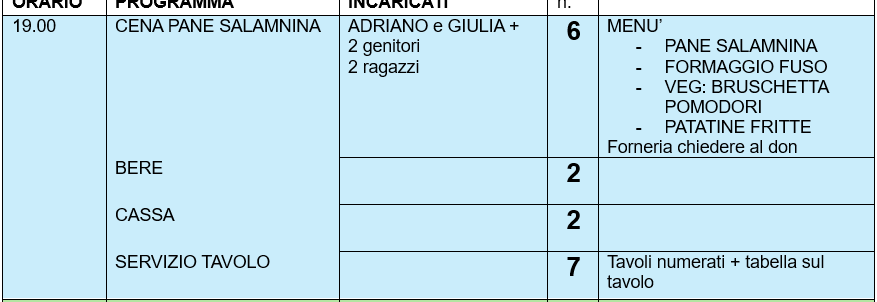 ORARIO PROGRAMMA INCARICATI n.
19.00 CENA PANE SALAMNINA ADRIANO e GIULIA + 6 MENU’
2 genitori - PANE SALAMNINA
2 ragazzi - FORMAGGIO FUSO
- VEG: BRUSCHETTA
POMODORI
- PATATINE FRITTE
Forneria chiedere al don
BERE 2
CASSA 2
SERVIZIO TAVOLO 7 Tavoli numerati + tabella sul
tavolo